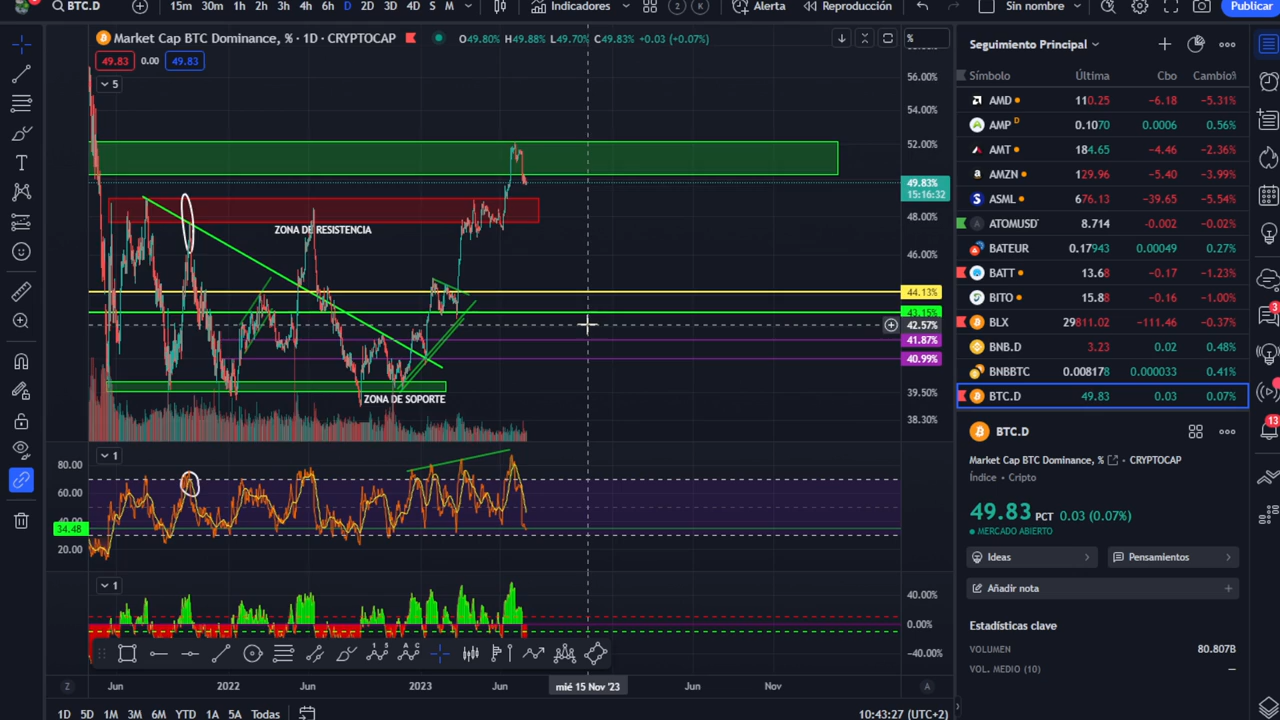 BTC.D 15m 30m 1h 2h 3h 4h 6h D 2D 3D 4D S M Indicadores 2 K Alerta Reproducción Sin nombre Publicar
Market Cap BTC Dominance, % · 1D · CRYPTOCAP O49.80% H49.88% L49.70% C49.83% +0.03 (+0.07%) %
49.83 0.00 49.83
5
56.00%
54.00%
52.00%
49.83%
15:16:32
48.00%
46.00%
44.13%
43.15%
42.57%
41.87%
40.99%
39.50%
38.30%
ZONA DE RESISTENCIA
ZONA DE SOPORTE
1
80.00
60.00
40.00
34.48
20.00
1
40.00%
0.00%
-40.00%
Z Jun 2022 Jun 2023 Jun mié 15 Nov '23 Jun Nov A
1D 5D 1M 3M 6M YTD 1A 5A Todas 10:43:27 (UTC+2)
Seguimiento Principal
Símbolo Última Cbo Cambio%
AMD 110.25 -6.18 -5.31%
AMP D 0.1070 0.0006 0.56%
AMT 184.65 -4.46 -2.36%
AMZN 129.96 -5.40 -3.99%
ASML 676.13 -39.65 -5.54%
ATOMUSDT 8.714 -0.002 -0.02%
BATEUR 0.17943 0.00049 0.27%
BATT 13.68 -0.17 -1.23%
BITO 15.88 -0.16 -1.00%
BLX 29811.02 -111.46 -0.37%
BNB.D 3.23 0.02 0.48%
BNBBTC 0.008178 0.000033 0.41%
BTC.D 49.83 0.03 0.07%
BTC.D
Market Cap BTC Dominance, % CRYPTOCAP
Índice Cripto
49.83 PCT 0.03 (0.07%)
MERCADO ABIERTO
Ideas Pensamientos
Añadir nota
Estadísticas clave
VOLUMEN 80.807B
VOL. MEDIO (10) —
3
13